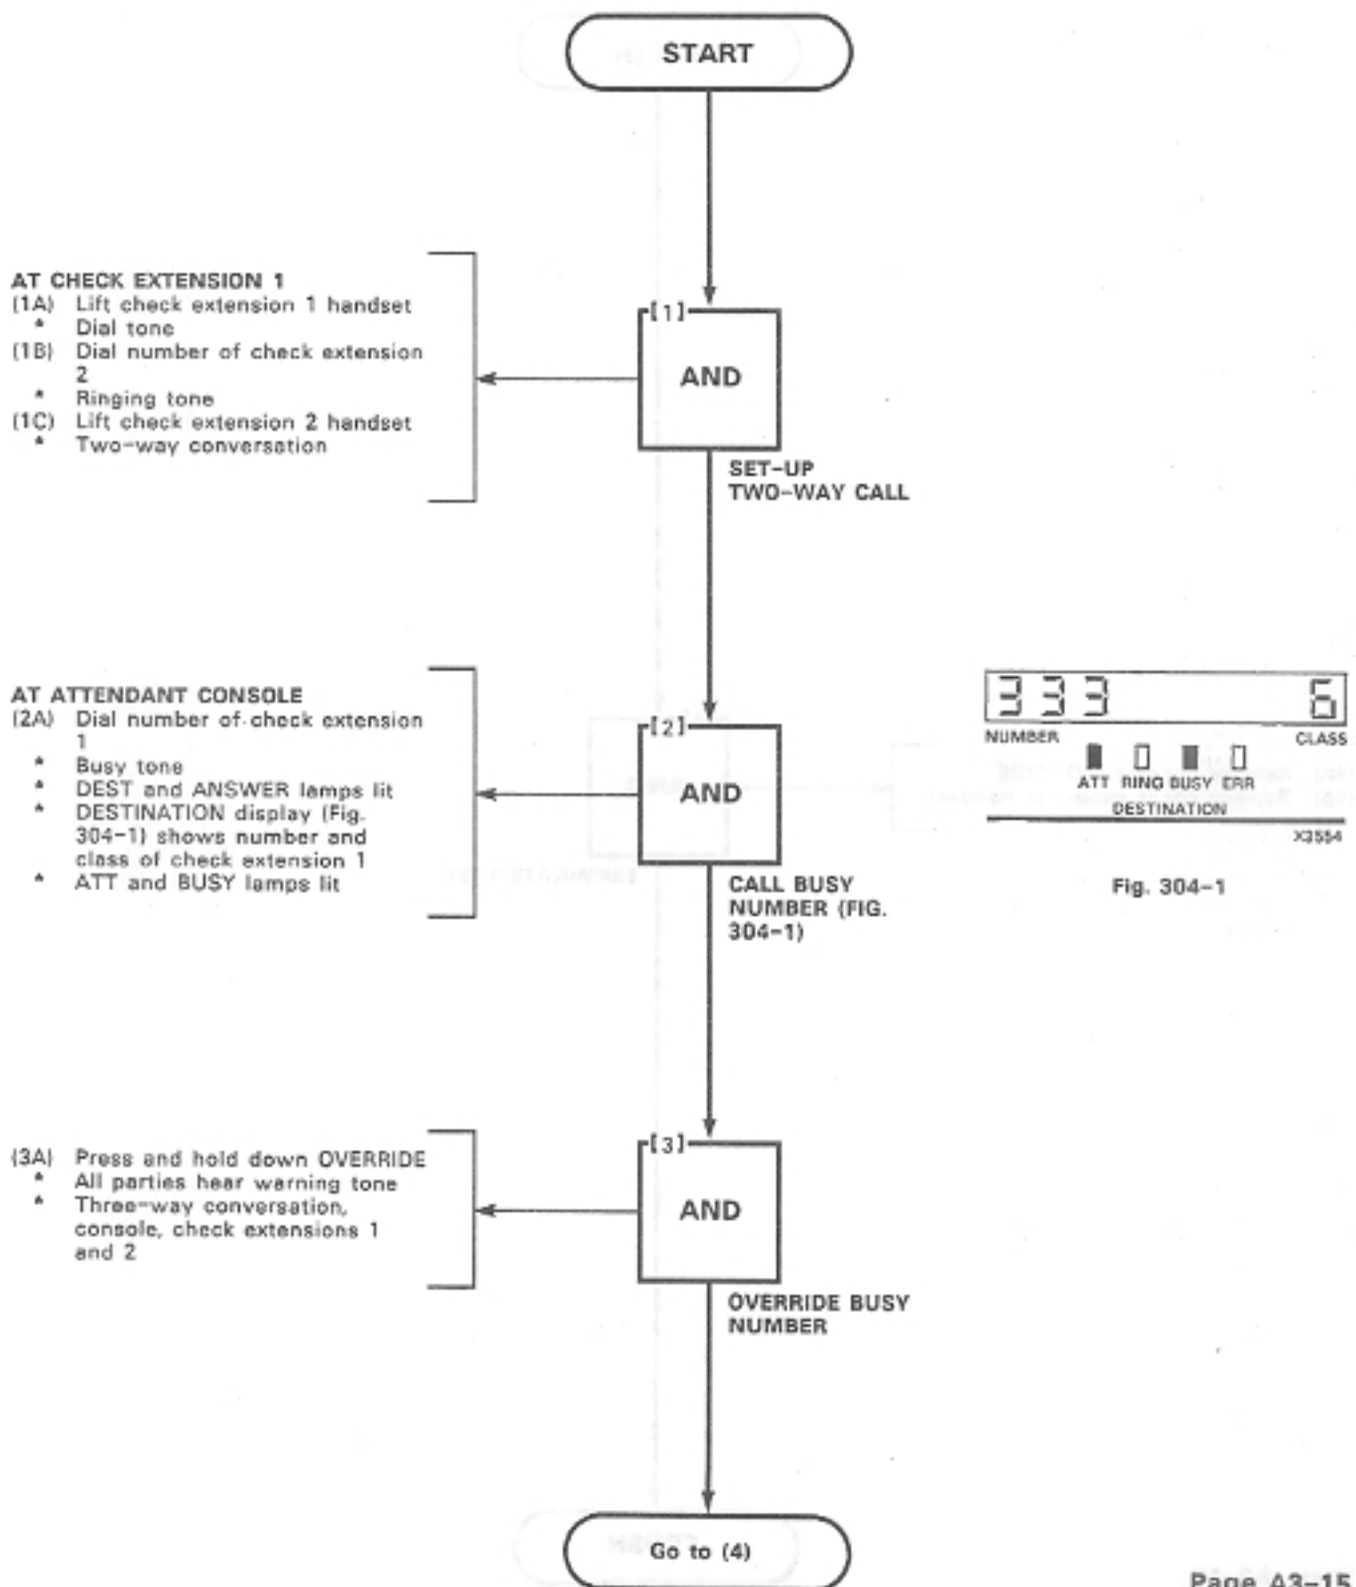 START
AT CHECK EXTENSION 1
(1A) Lift check extension 1 handset
* Dial tone
(1B) Dial number of check extension
2
* Ringing tone
(1C) Lift check extension 2 handset
* Two-way conversation
[1]
AND
SET-UP
TWO-WAY CALL
AT ATTENDANT CONSOLE
(2A) Dial number of check extension
1
* Busy tone
* DEST and ANSWER lamps lit
* DESTINATION display (Fig.
304-1) shows number and
class of check extension 1
* ATT and BUSY lamps lit
[2]
AND
CALL BUSY
NUMBER (FIG.
304-1)
333 6
NUMBER CLASS
ATT RING BUSY ERR
DESTINATION
X3554
Fig. 304-1
(3A) Press and hold down OVERRIDE
* All parties hear warning tone
* Three-way conversation,
console, check extensions 1
and 2
[3]
AND
OVERRIDE BUSY
NUMBER
Go to (4)
Page A3-15